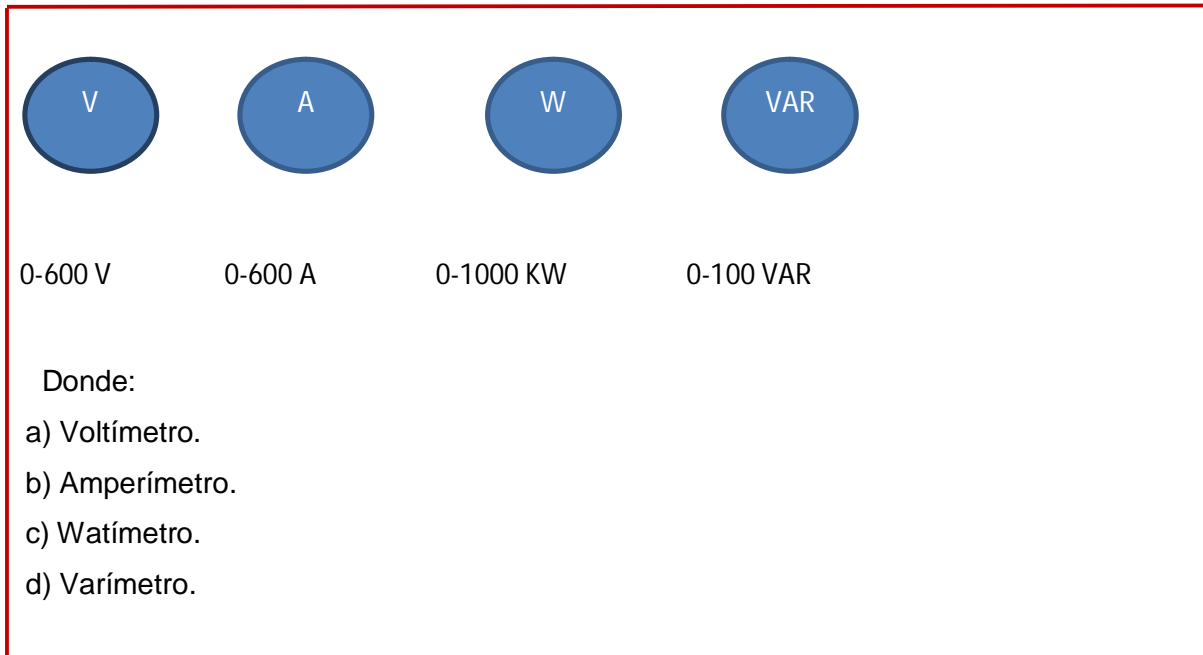 V A W VAR
0-600 V 0-600 A 0-1000 KW 0-100 VAR
Donde:
a) Voltímetro.
b) Amperímetro.
c) Watímetro.
d) Varímetro.